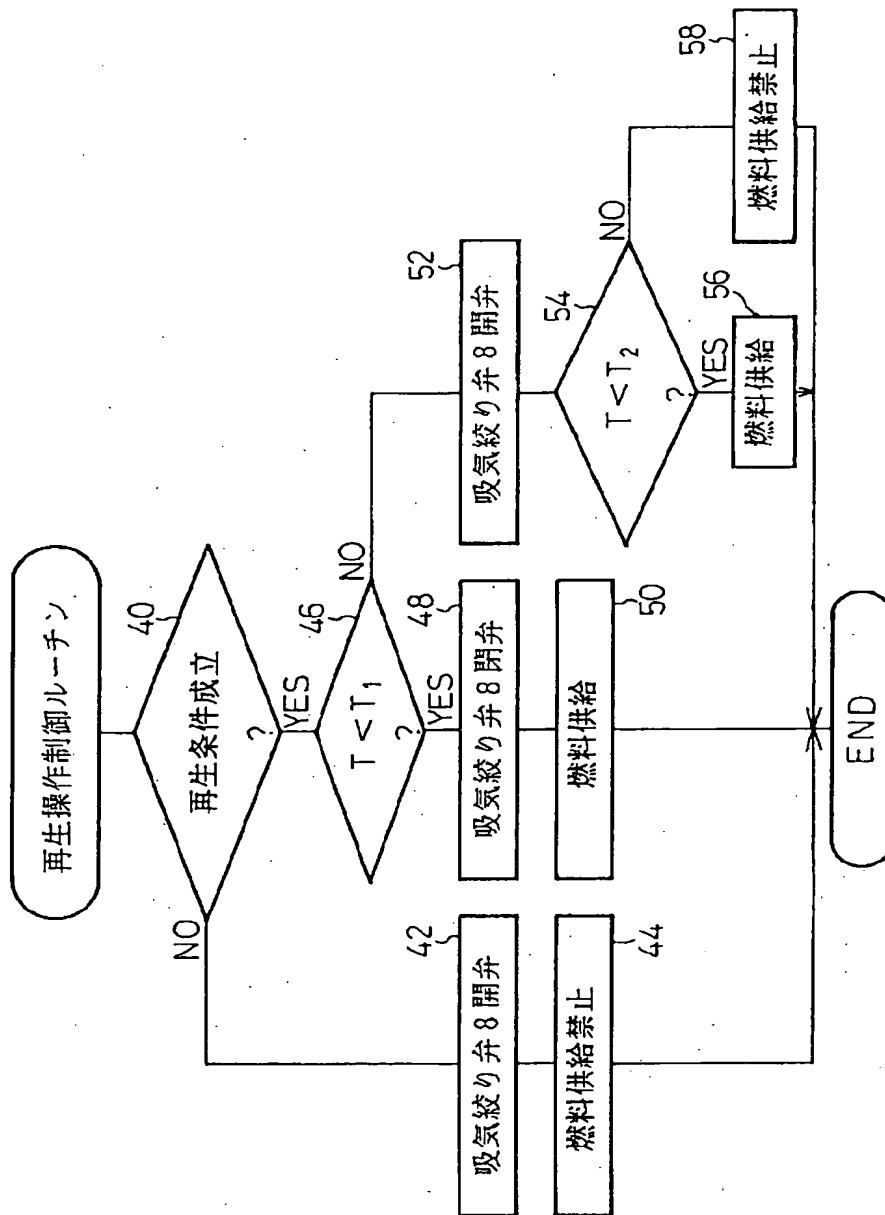 再生操作制御ルーチン
40
再生条件成立
?
NO
YES
46
T<T1
?
NO
YES
42
吸気絞り弁8開弁
44
燃料供給禁止
48
吸気絞り弁8閉弁
50
燃料供給
52
吸気絞り弁8開弁
54
T<T2
?
NO
YES
56
燃料供給
58
燃料供給禁止
END